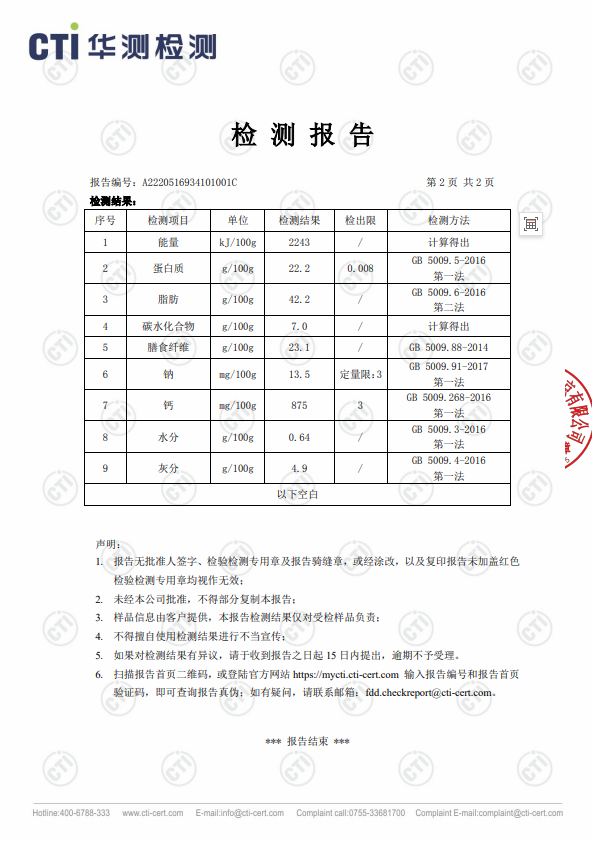 CTI 华测检测
检 测 报 告
报告编号：A2220516934101001C 第 2 页 共 2 页
检测结果：
序号 检测项目 单位 检测结果 检出限 检测方法
1 能量 kJ/100g 2243 / 计算得出
2 蛋白质 g/100g 22.2 0.008 GB 5009.5-2016
第一法
3 脂肪 g/100g 42.2 / GB 5009.6-2016
第二法
4 碳水化合物 g/100g 7.0 / 计算得出
5 膳食纤维 g/100g 23.1 / GB 5009.88-2014
6 钠 mg/100g 13.5 定量限：3 GB 5009.91-2017
第一法
7 钙 mg/100g 875 3 GB 5009.268-2016
第一法
8 水分 g/100g 0.64 / GB 5009.3-2016
第一法
9 灰分 g/100g 4.9 / GB 5009.4-2016
第一法
以下空白
有限公司
章
声明：
1. 报告无批准人签字、检验检测专用章及报告骑缝章，或经涂改，以及复印报告未加盖红色
检验检测专用章均视作无效；
2. 未经本公司批准，不得部分复制本报告；
3. 样品信息由客户提供，本报告检测结果仅对受检样品负责；
4. 不得擅自使用检测结果进行不当宣传；
5. 如果对检测结果有异议，请于收到报告之日起 15 日内提出，逾期不予受理。
6. 扫描报告首页二维码，或登陆官方网站 https://mycti.cti-cert.com 输入报告编号和报告首页
验证码，即可查询报告真伪；如有疑问，请联系邮箱：fdd.checkreport@cti-cert.com。
*** 报告结束 ***
Hotline:400-6788-333 www.cti-cert.com E-mail:info@cti-cert.com Complaint call:0755-33681700 Complaint E-mail:complaint@cti-cert.com